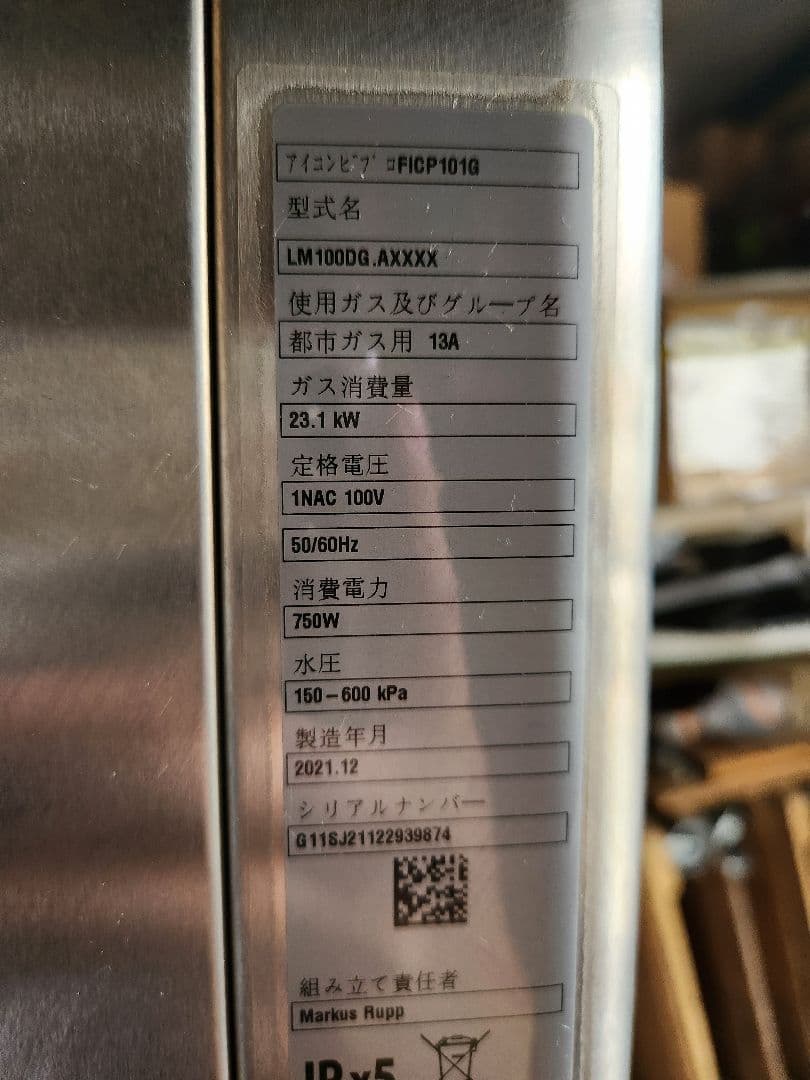 アイコンビプロFICP101G
型式名
LM100DG.AXXXX
使用ガス及びグループ名
都市ガス用 13A
ガス消費量
23.1 kW
定格電圧
1NAC 100V
50/60Hz
消費電力
750W
水圧
150-600 kPa
製造年月
2021.12
シリアルナンバー
G11SJ21122939874
組み立て責任者
Markus Rupp
IPx5